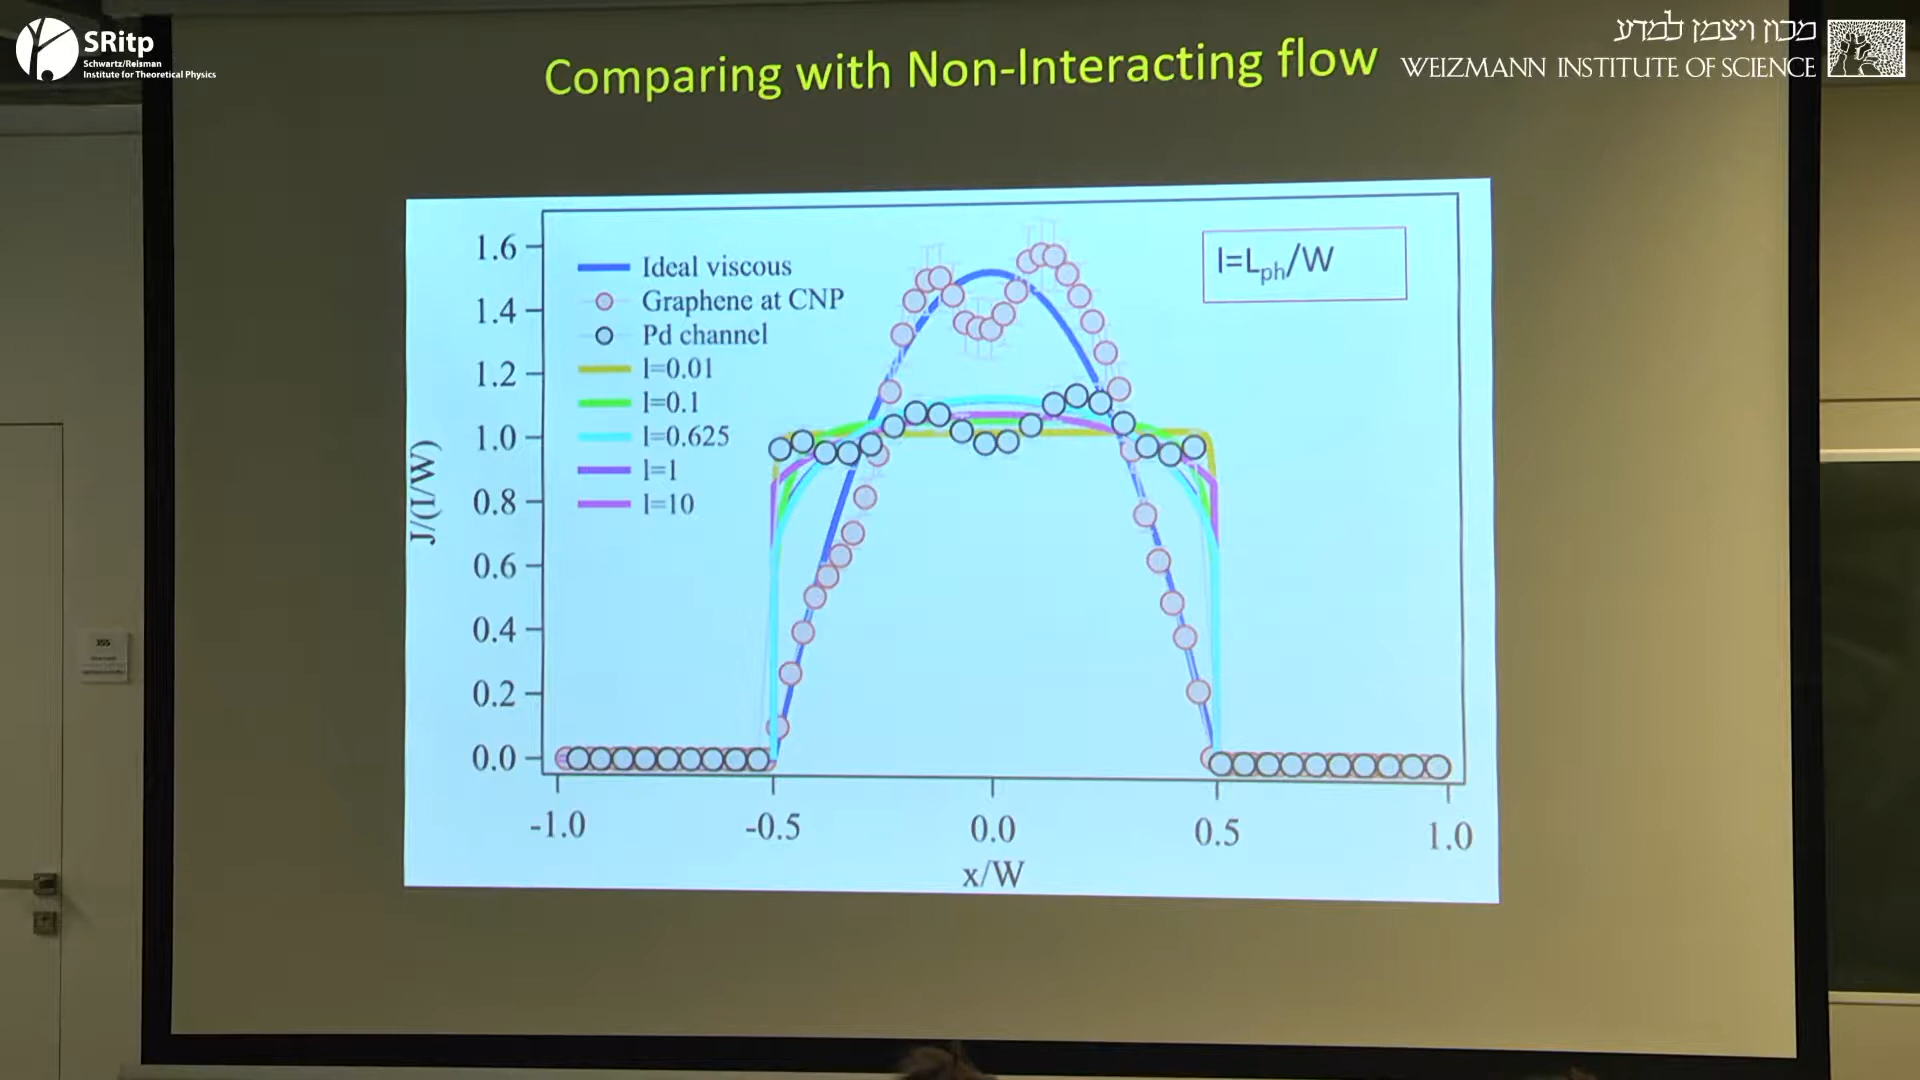 SRitp
Schwartz/Reisman
Institute for Theoretical Physics
מכון ויצמן למדע
WEIZMANN INSTITUTE OF SCIENCE
Comparing with Non-Interacting flow
l=Lph/W
Ideal viscous
Graphene at CNP
Pd channel
l=0.01
l=0.1
l=0.625
l=1
l=10
1.6
1.4
1.2
1.0
0.8
0.6
0.4
0.2
0.0
J/(I/W)
-1.0 -0.5 0.0 0.5 1.0
x/W
355